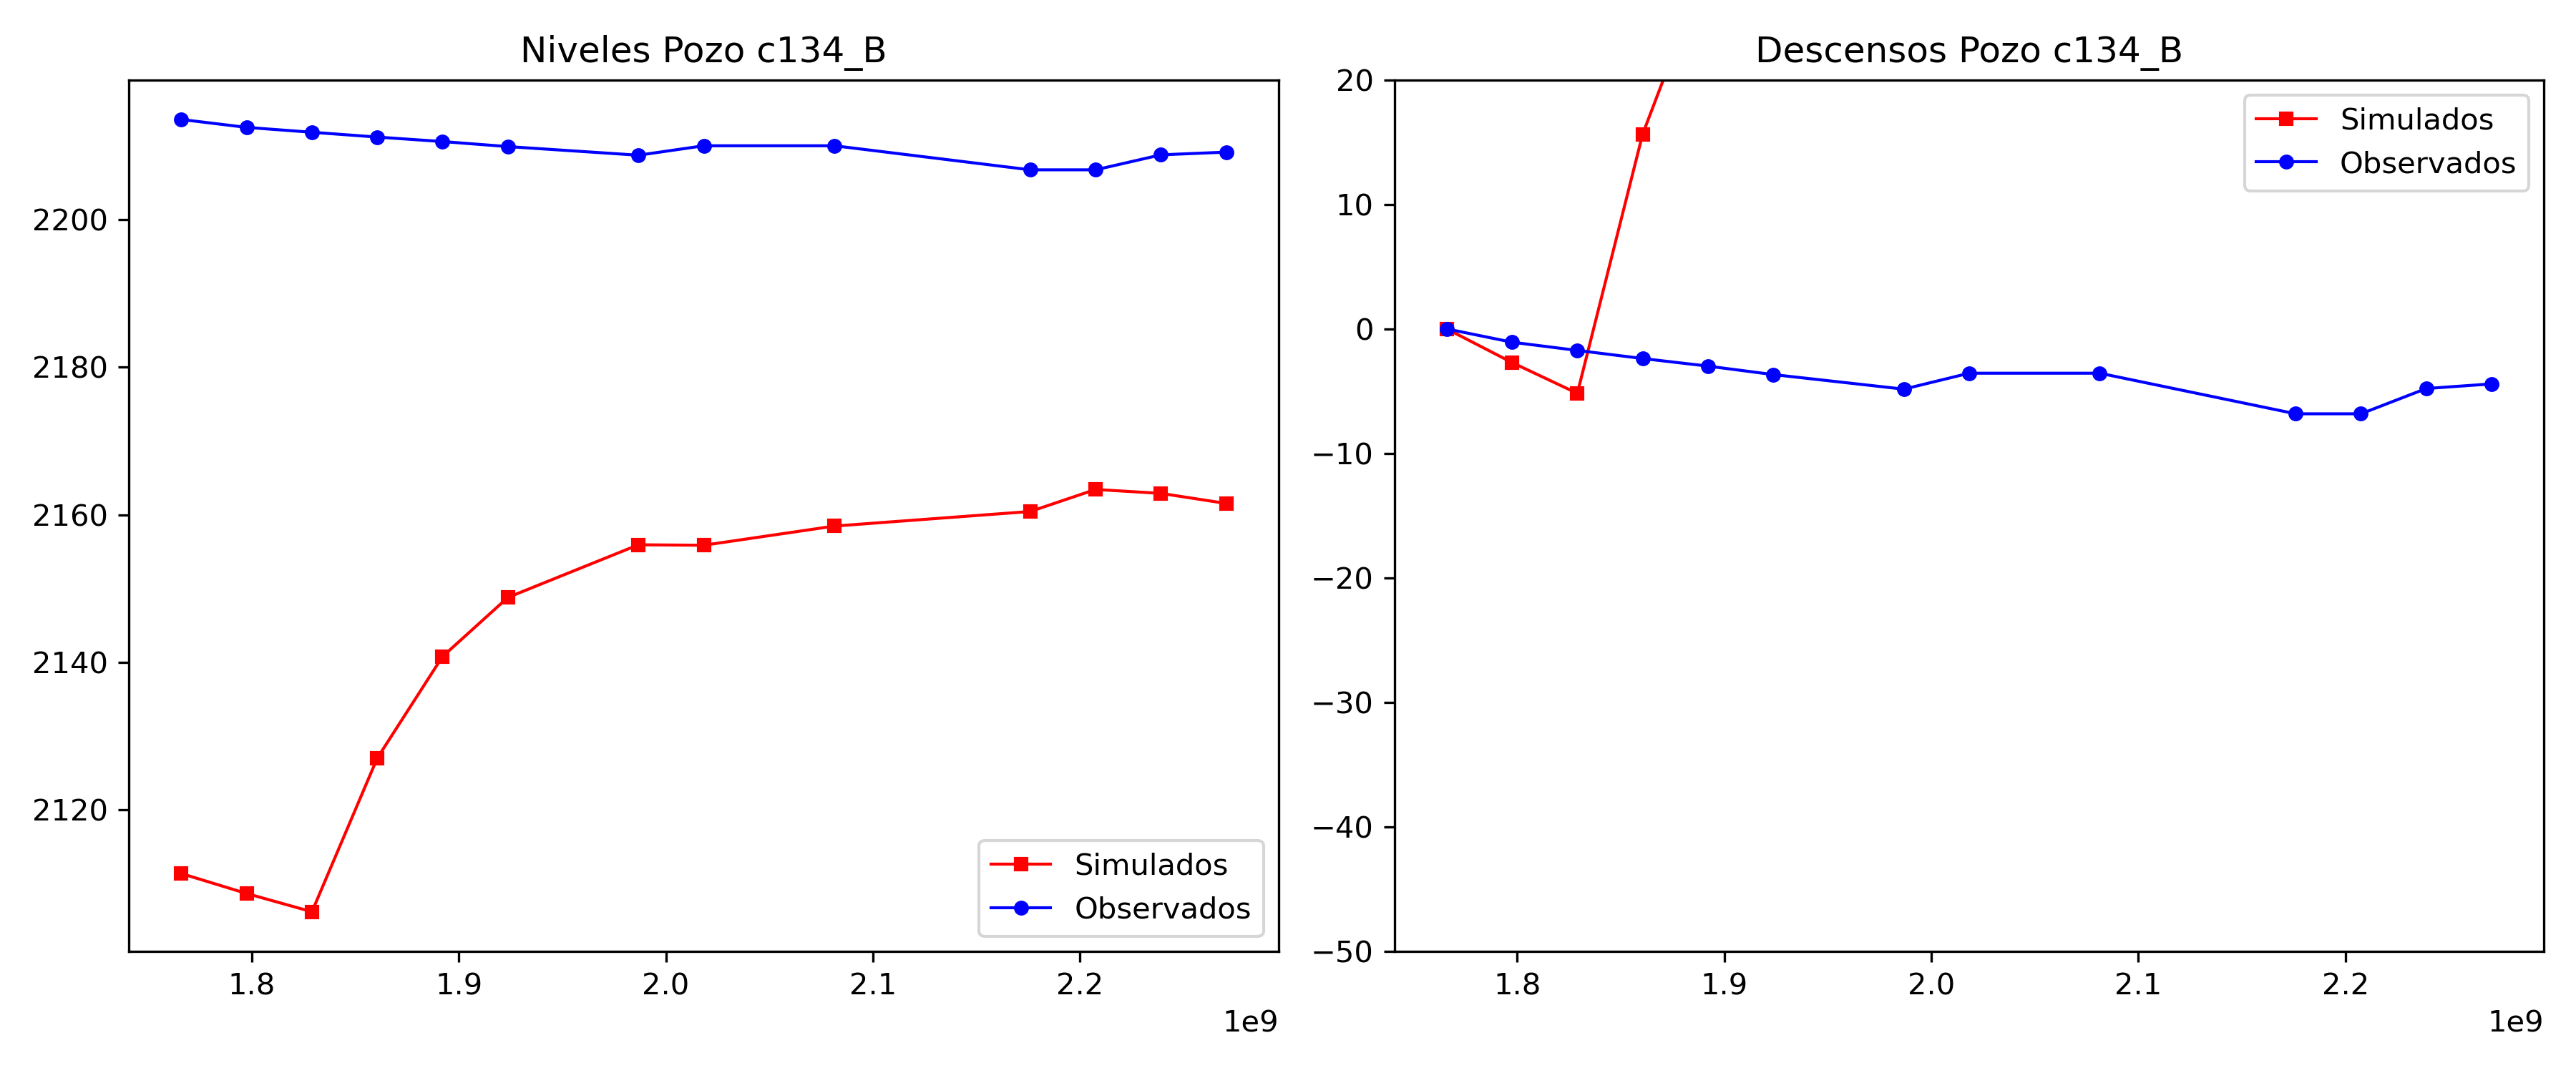 Niveles Pozo c134_B
2200
2180
2160
2140
2120
1.8 1.9 2.0 2.1 2.2
1e9
Simulados
Observados
Descensos Pozo c134_B
20
10
0
−10
−20
−30
−40
−50
1.8 1.9 2.0 2.1 2.2
1e9
Simulados
Observados